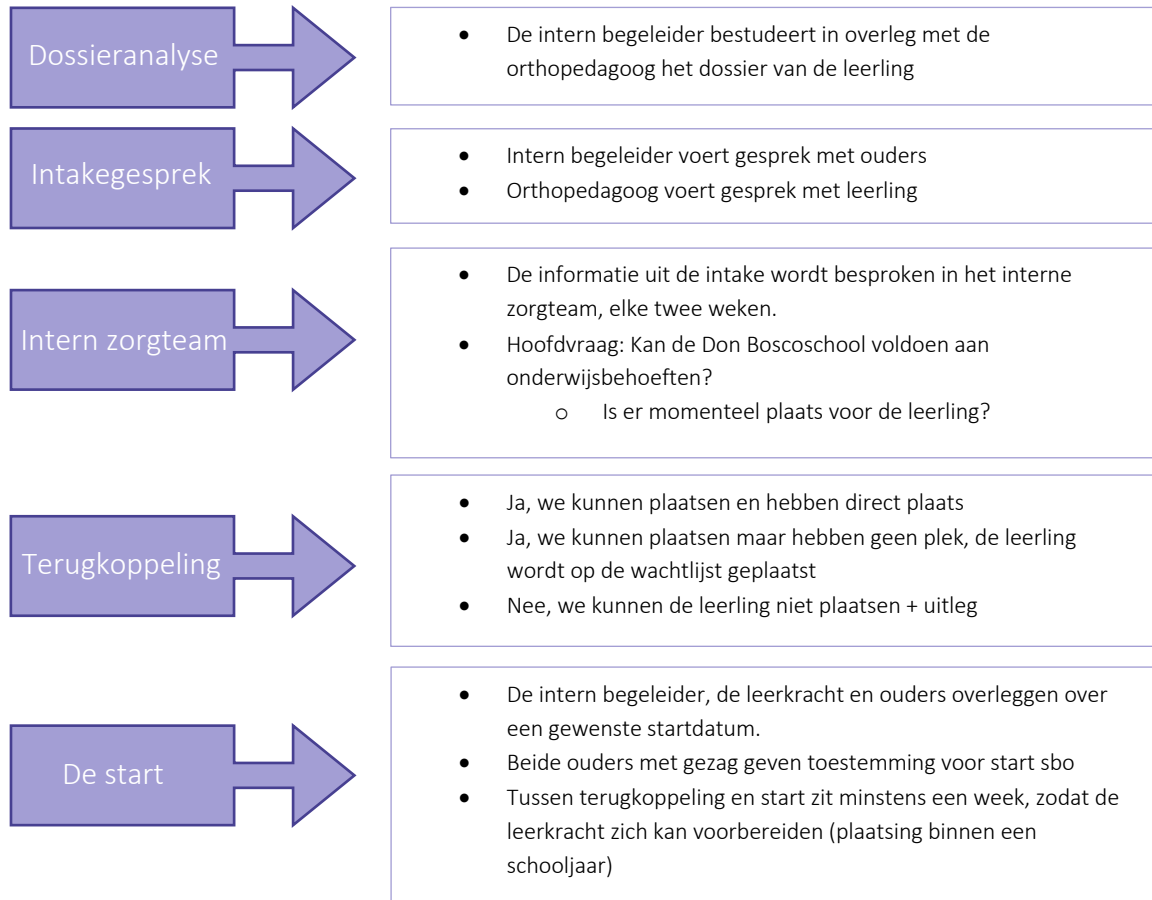 Dossieranalyse
• De intern begeleider bestudeert in overleg met de
orthopedagoog het dossier van de leerling
Intakegesprek
• Intern begeleider voert gesprek met ouders
• Orthopedagoog voert gesprek met leerling
Intern zorgteam
• De informatie uit de intake wordt besproken in het interne
zorgteam, elke twee weken.
• Hoofdvraag: Kan de Don Boscoschool voldoen aan
onderwijsbehoeften?
o Is er momenteel plaats voor de leerling?
Terugkoppeling
• Ja, we kunnen plaatsen en hebben direct plaats
• Ja, we kunnen plaatsen maar hebben geen plek, de leerling
wordt op de wachtlijst geplaatst
• Nee, we kunnen de leerling niet plaatsen + uitleg
De start
• De intern begeleider, de leerkracht en ouders overleggen over
een gewenste startdatum.
• Beide ouders met gezag geven toestemming voor start sbo
• Tussen terugkoppeling en start zit minstens een week, zodat de
leerkracht zich kan voorbereiden (plaatsing binnen een
schooljaar)